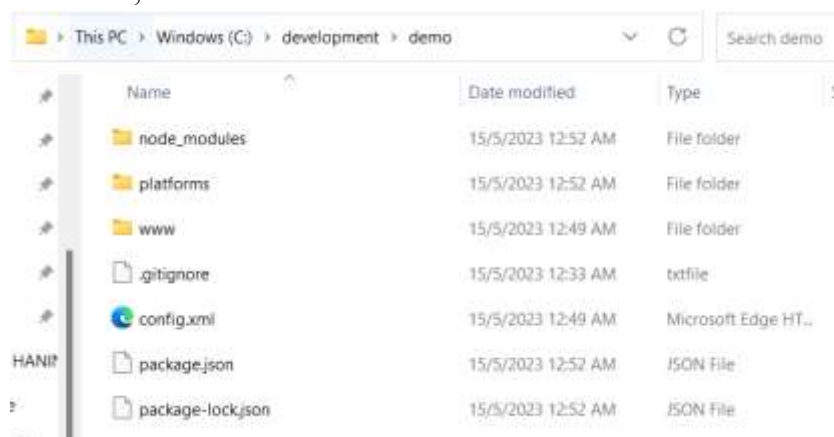 This PC > Windows (C:) > development > demo Search demo
Name Date modified Type
node_modules 15/5/2023 12:52 AM File folder
platforms 15/5/2023 12:52 AM File folder
www 15/5/2023 12:49 AM File folder
.gitignore 15/5/2023 12:33 AM txtfile
config.xml 15/5/2023 12:49 AM Microsoft Edge HT...
package.json 15/5/2023 12:52 AM JSON File
package-lock.json 15/5/2023 12:52 AM JSON File